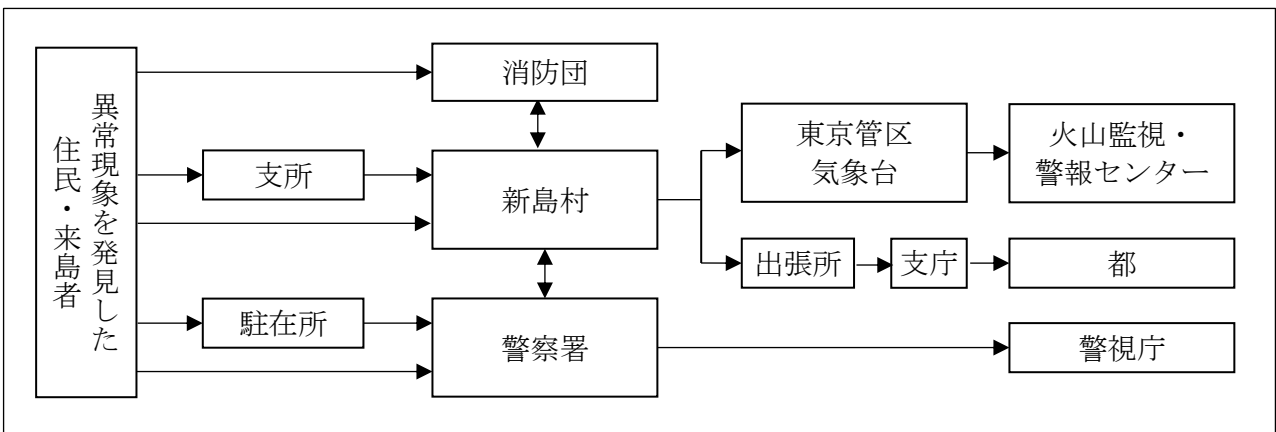 異常現象を発見した
住民・来島者
消防団
支所
新島村
駐在所
警察署
東京管区
気象台
火山監視・
警報センター
出張所
支庁
都
警視庁